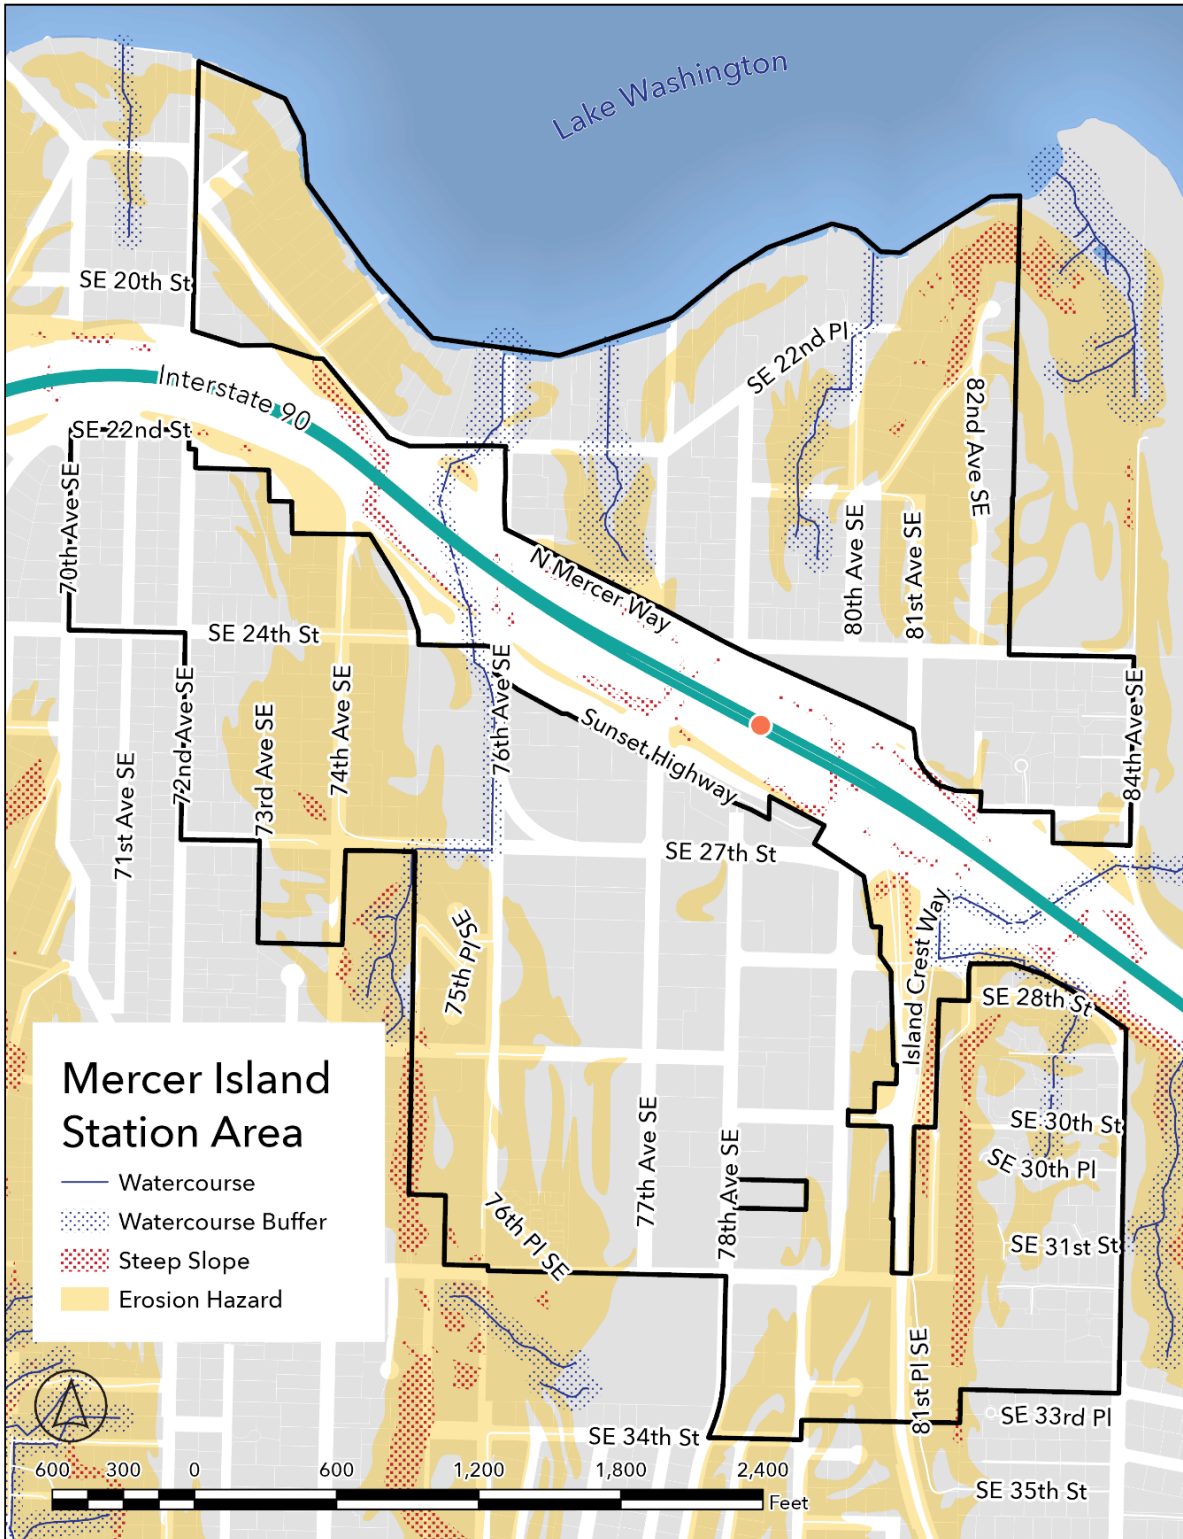 Lake Washington
SE 20th St
SE 22nd Pl
Interstate 90
SE 22nd St
82nd Ave SE
70th Ave SE
80th Ave SE
81st Ave SE
N Mercer Way
SE 24th St
76th Ave SE
74th Ave SE
72nd Ave SE
73rd Ave SE
71st Ave SE
84th Ave SE
Sunset Highway
SE 27th St
75th Pl SE
Island Crest Way
SE 28th St
SE 30th St
SE 30th Pl
77th Ave SE
78th Ave SE
76th Pl SE
SE 31st St
81st Pl SE
SE 33rd Pl
SE 34th St
SE 35th St
Mercer Island
Station Area
Watercourse
Watercourse Buffer
Steep Slope
Erosion Hazard
600 300 0 600 1,200 1,800 2,400
Feet